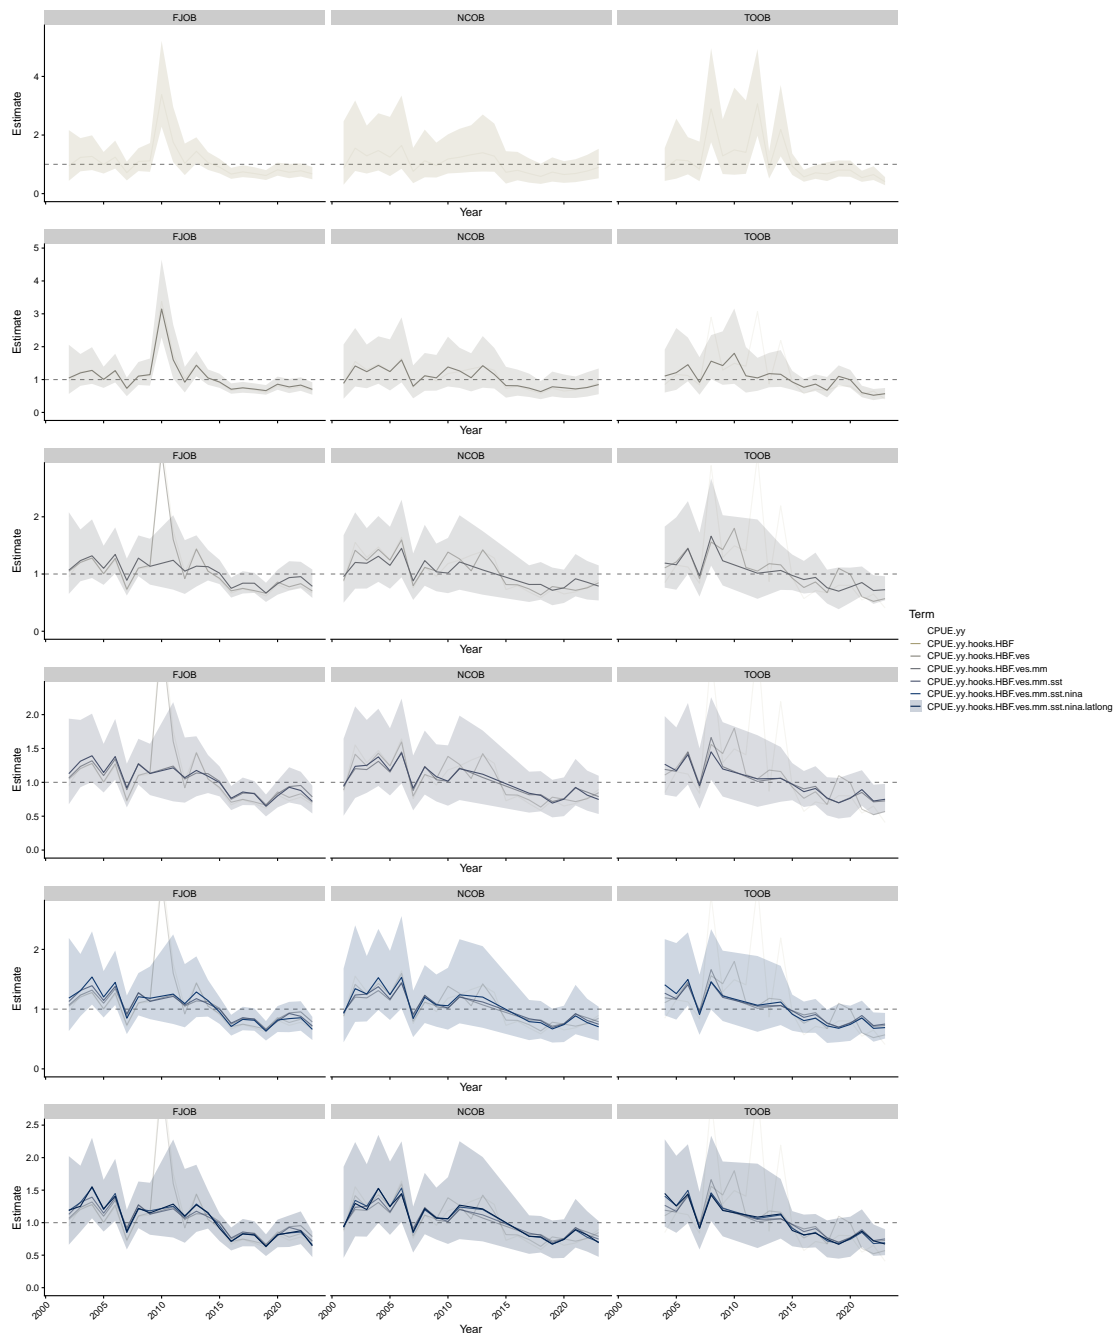 FJOB NCOB TOOB
4
2
0
Estimate
Year
FJOB NCOB TOOB
5
4
3
2
1
0
Estimate
Year
FJOB NCOB TOOB
2
1
0
Estimate
Year
Term
CPUE.yy
CPUE.yy.hooks.HBF
CPUE.yy.hooks.HBF.ves
CPUE.yy.hooks.HBF.ves.mm
CPUE.yy.hooks.HBF.ves.mm.sst
CPUE.yy.hooks.HBF.ves.mm.sst.nina
CPUE.yy.hooks.HBF.ves.mm.sst.nina.latlong
FJOB NCOB TOOB
2.0
1.5
1.0
0.5
0.0
Estimate
Year
FJOB NCOB TOOB
2
1
0
Estimate
Year
FJOB NCOB TOOB
2.5
2.0
1.5
1.0
0.5
0.0
Estimate
2000 2005 2010 2015 2020 2000 2005 2010 2015 2020 2000 2005 2010 2015 2020
Year